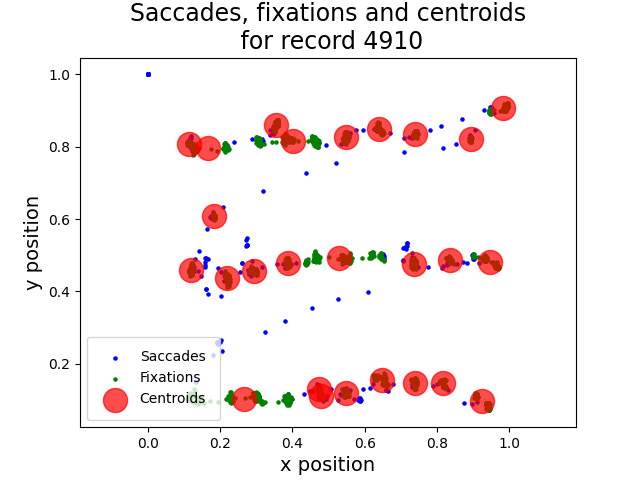 Saccades, fixations and centroids
for record 4910
1.0
0.8
0.6
0.4
0.2
y position
Saccades
Fixations
Centroids
0.0
0.2
0.4
0.6
0.8
1.0
x position